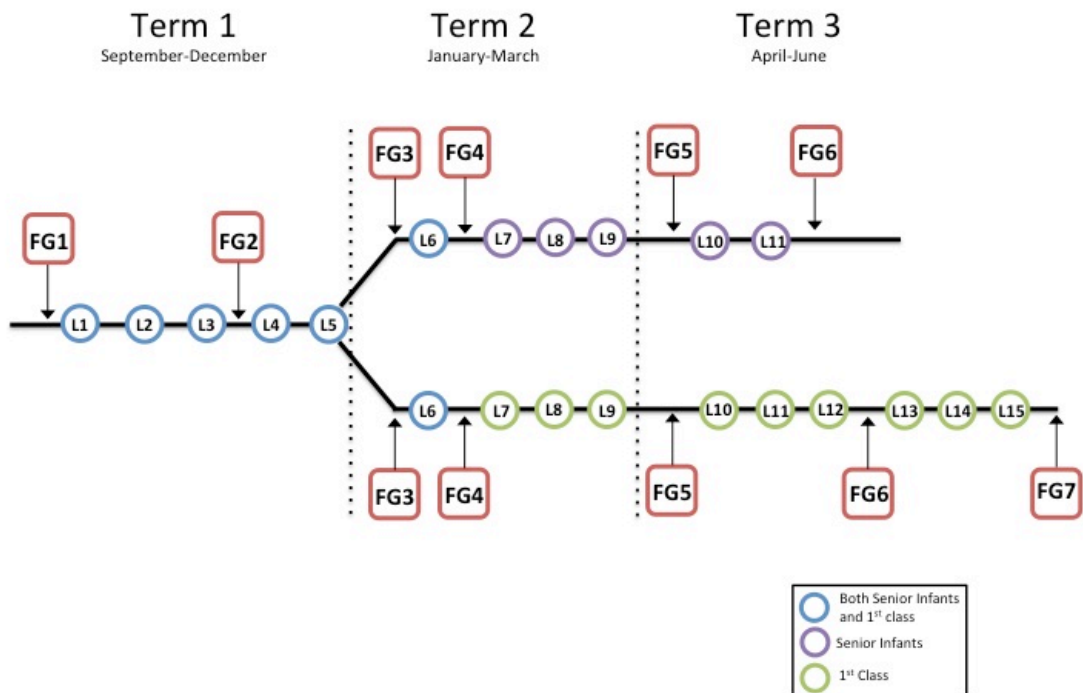 Term 1
September-December
Term 2
January-March
Term 3
April-June
FG3
FG4
FG5
FG6
FG1
FG2
L6
L7
L8
L9
L10
L11
L1
L2
L3
L4
L5
L6
L7
L8
L9
L10
L11
L12
L13
L14
L15
FG3
FG4
FG5
FG6
FG7
Both Senior Infants
and 1st class
Senior Infants
1st Class